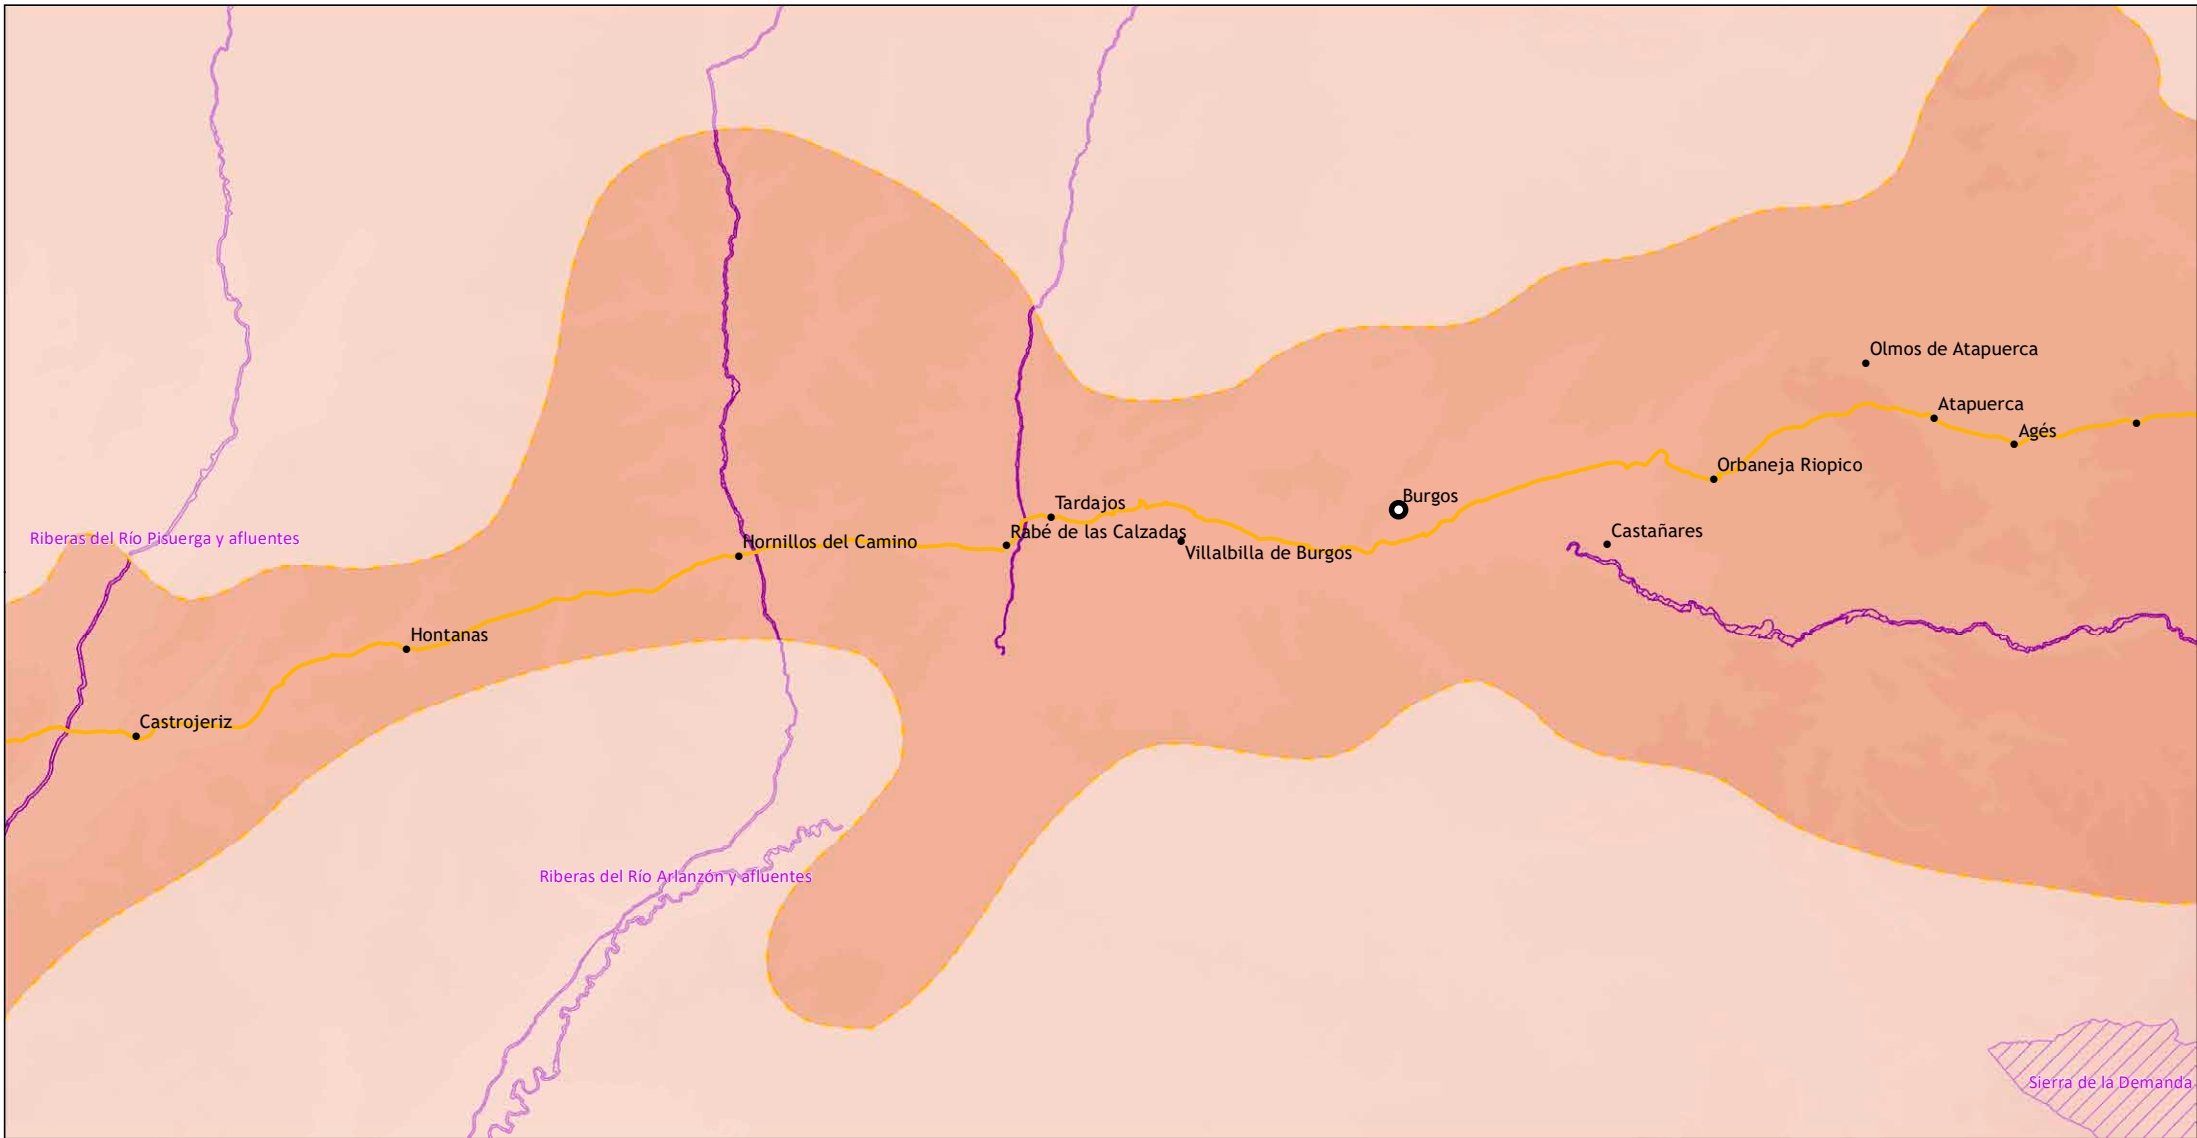 Olmos de Atapuerca
Atapuerca
Agés
Orbaneja Riopico
Burgos
Tardajos
Castañares
Rabé de las Calzadas
Riberas del Río Pisuerga y afluentes
Hornillos del Camino
Villalbilla de Burgos
Hontanas
Castrojeriz
Riberas del Río Arlanzón y afluentes
Sierra de la Demanda